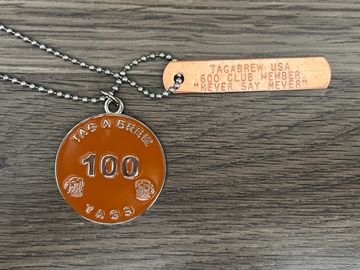 TAGABREW USA
600 CLUB MEMBER
"NEVER SAY NEVER"
TAG A BREW
100
TAGS